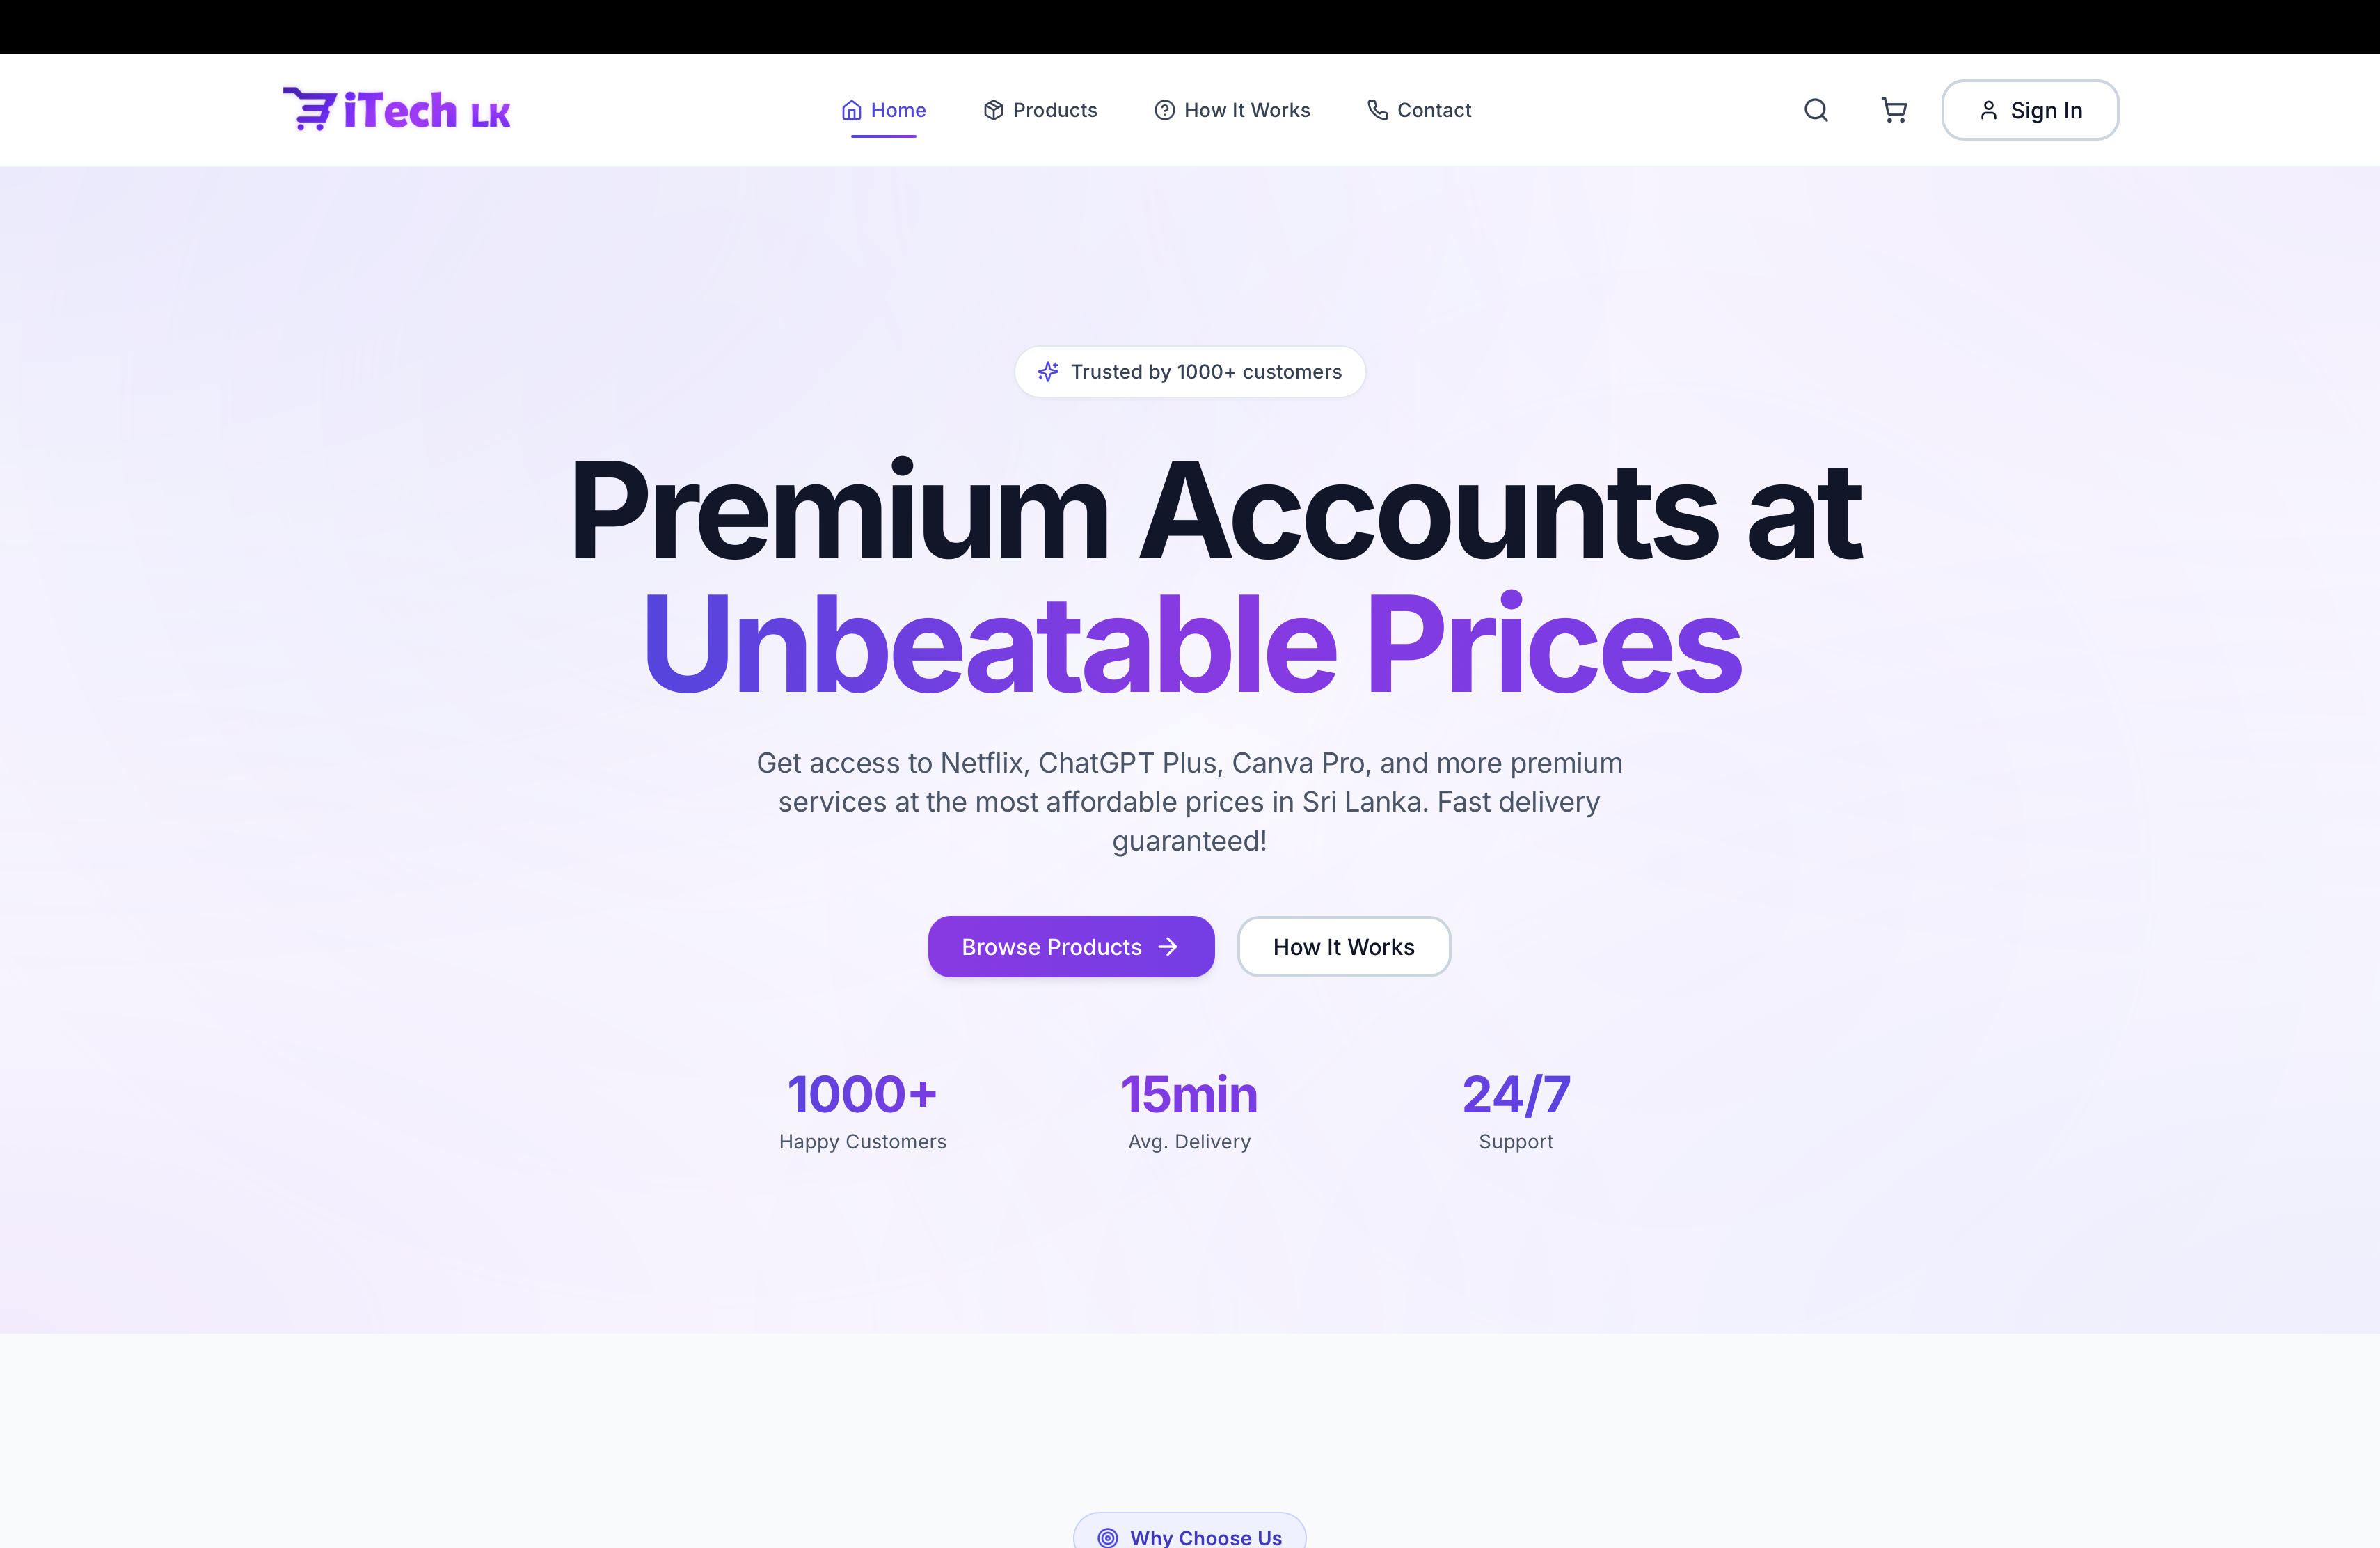 iTech LK
Home
Products
How It Works
Contact
Sign In
Trusted by 1000+ customers
Premium Accounts at
Unbeatable Prices
Get access to Netflix, ChatGPT Plus, Canva Pro, and more premium
services at the most affordable prices in Sri Lanka. Fast delivery
guaranteed!
Browse Products
How It Works
1000+
Happy Customers
15min
Avg. Delivery
24/7
Support
Why Choose Us